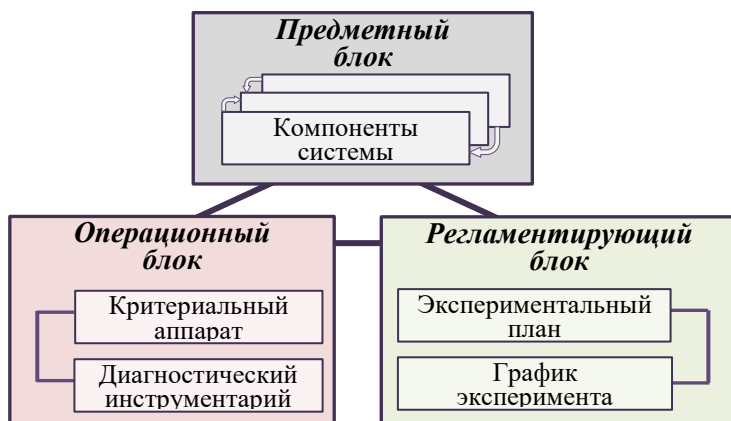 Предметный
блок
Компоненты
системы
Операционный
блок
Критериальный
аппарат
Диагностический
инструментарий
Регламентирующий
блок
Экспериментальный
план
График
эксперимента